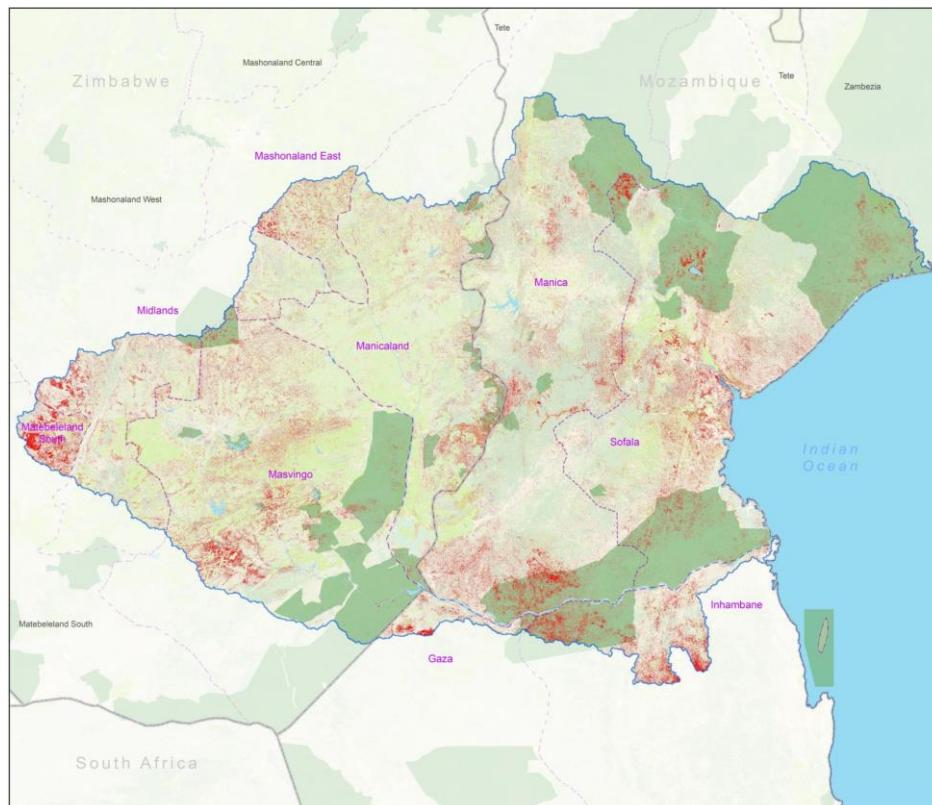 Tete
Mashonaland Central
Zimbabwe
Mozambique
Tete
Zambezia
Mashonaland East
Mashonaland West
Manica
Midlands
Manicaland
Matebeleland
South
Sofala
Indian
Ocean
Masvingo
Inhambane
Matebeleland South
Gaza
South Africa